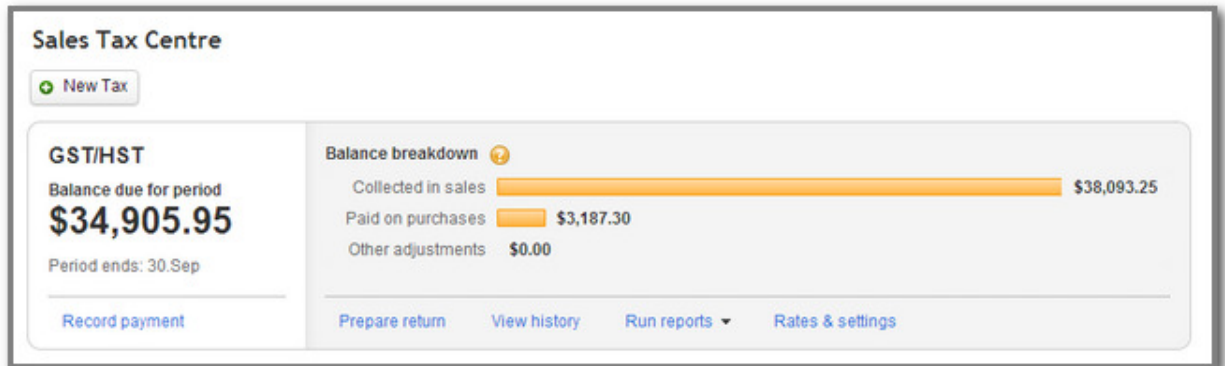 Sales Tax Centre
New Tax
GST/HST
Balance due for period
$34,905.95
Period ends: 30.Sep
Record payment
Balance breakdown ?
Collected in sales $38,093.25
Paid on purchases $3,187.30
Other adjustments $0.00
Prepare return View history Run reports Rates & settings